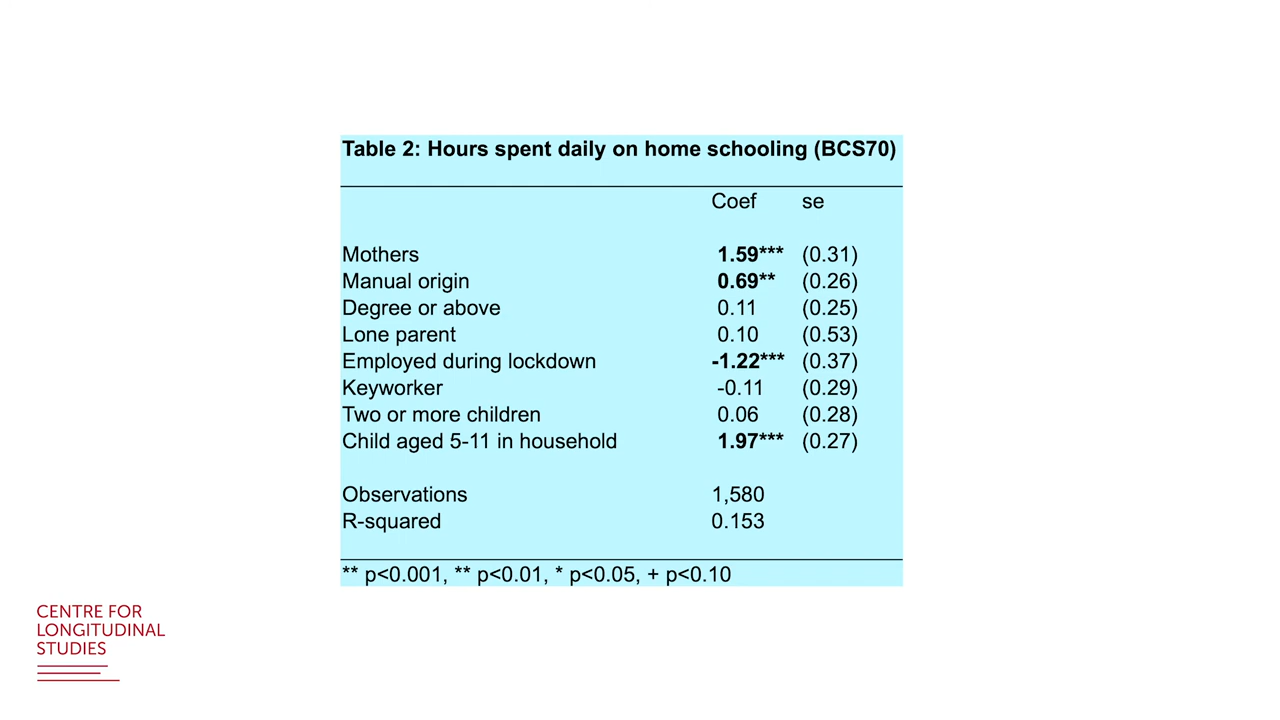 Table 2: Hours spent daily on home schooling (BCS70)
Coef se
Mothers 1.59*** (0.31)
Manual origin 0.69** (0.26)
Degree or above 0.11 (0.25)
Lone parent 0.10 (0.53)
Employed during lockdown -1.22*** (0.37)
Keyworker -0.11 (0.29)
Two or more children 0.06 (0.28)
Child aged 5-11 in household 1.97*** (0.27)
Observations 1,580
R-squared 0.153
** p<0.001, ** p<0.01, * p<0.05, + p<0.10
CENTRE FOR
LONGITUDINAL
STUDIES